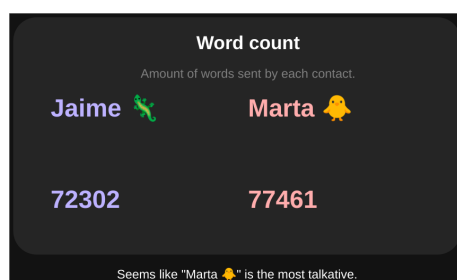 Word count
Amount of words sent by each contact.
Jaime 🦎 Marta 🐥
72302 77461
Seems like "Marta 🐥" is the most talkative.